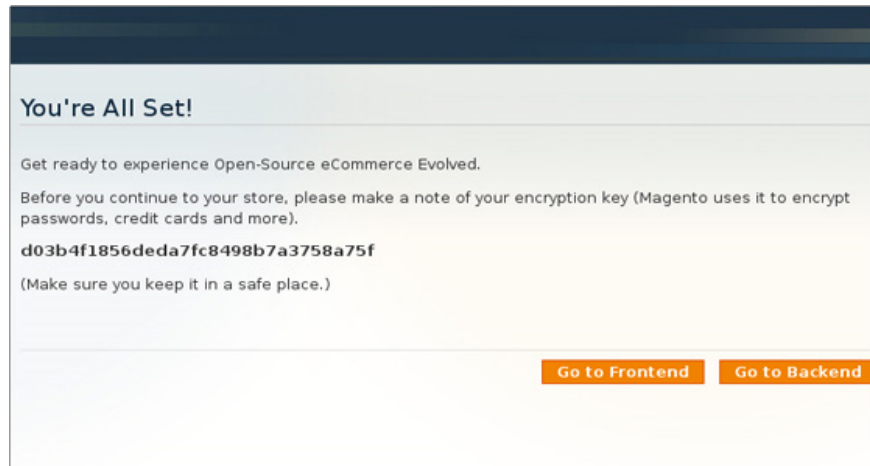 You're All Set!
Get ready to experience Open-Source eCommerce Evolved.
Before you continue to your store, please make a note of your encryption key (Magento uses it to encrypt
passwords, credit cards and more).
d03b4f1856deda7fc8498b7a3758a75f
(Make sure you keep it in a safe place.)
Go to Frontend Go to Backend